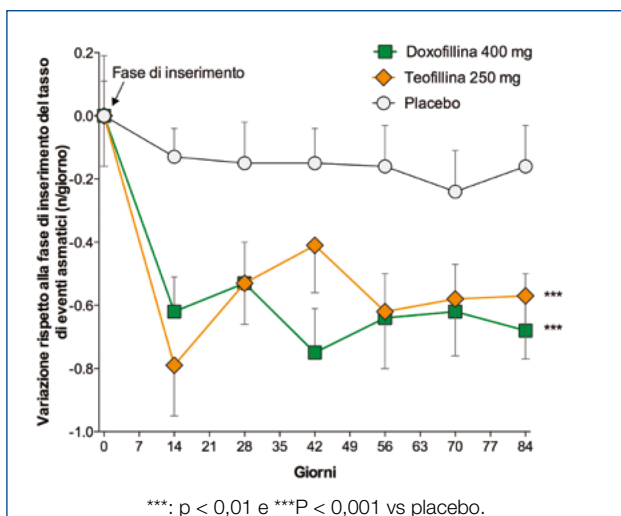 Variazione rispetto alla fase di inserimento del tasso
di eventi asmatici (n/giorno)
0.2
0.0
-0.2
-0.4
-0.6
-0.8
-1.0
Fase di inserimento
Doxofillina 400 mg
Teofillina 250 mg
Placebo
***
***
0 7 14 21 28 35 42 49 56 63 70 77 84
Giorni
***: p < 0,01 e ***P < 0,001 vs placebo.